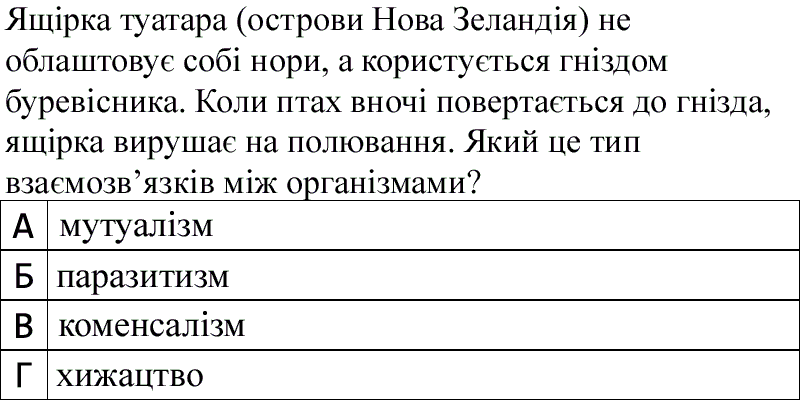 Ящірка туатара (острови Нова Зеландія) не
облаштовує собі нори, а користується гніздом
буревісника. Коли птах вночі повертається до гнізда,
ящірка вирушає на полювання. Який це тип
взаємозв’язків між організмами?
А мутуалізм
Б паразитизм
В коменсалізм
Г хижацтво